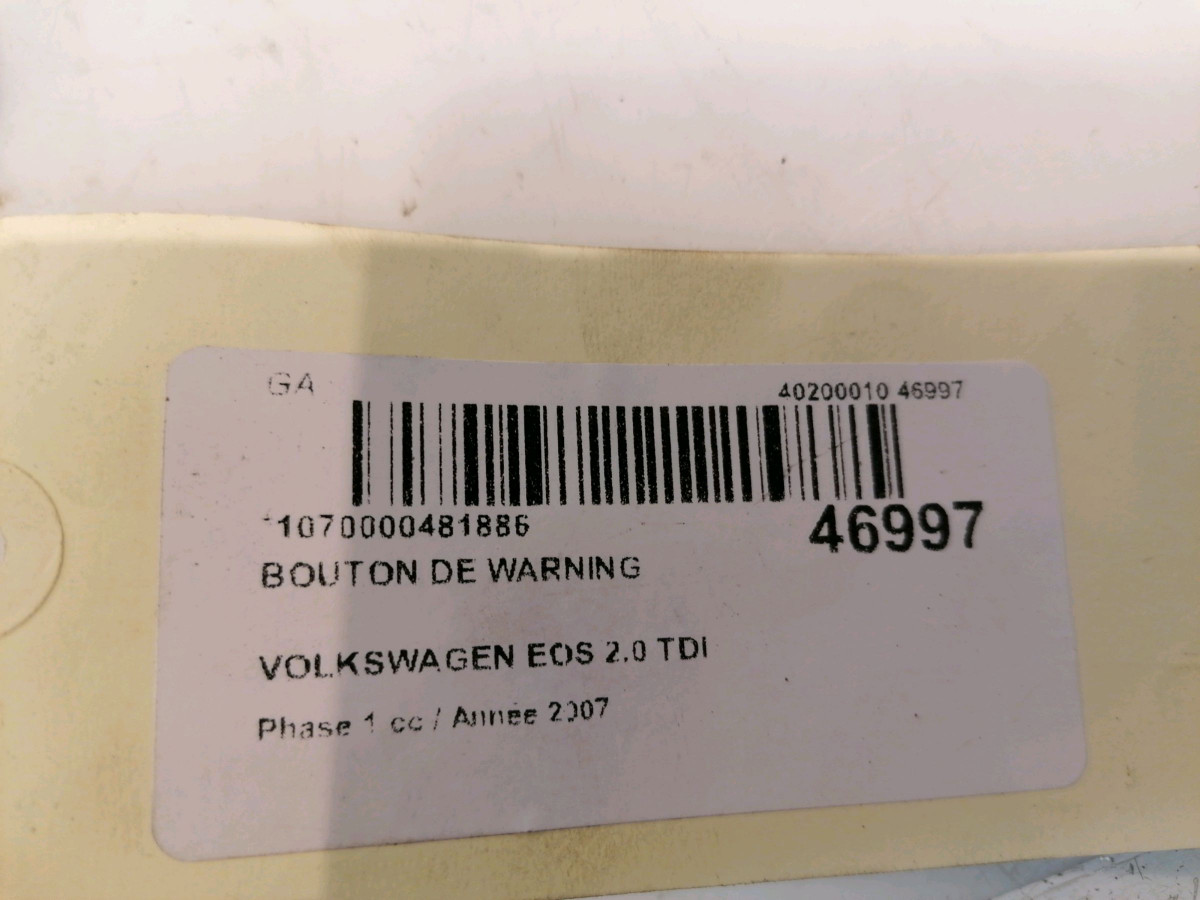 GA
40200010 46997
*1070000481886
46997
BOUTON DE WARNING
VOLKSWAGEN EOS 2.0 TDI
Phase 1 cc / Année 2007